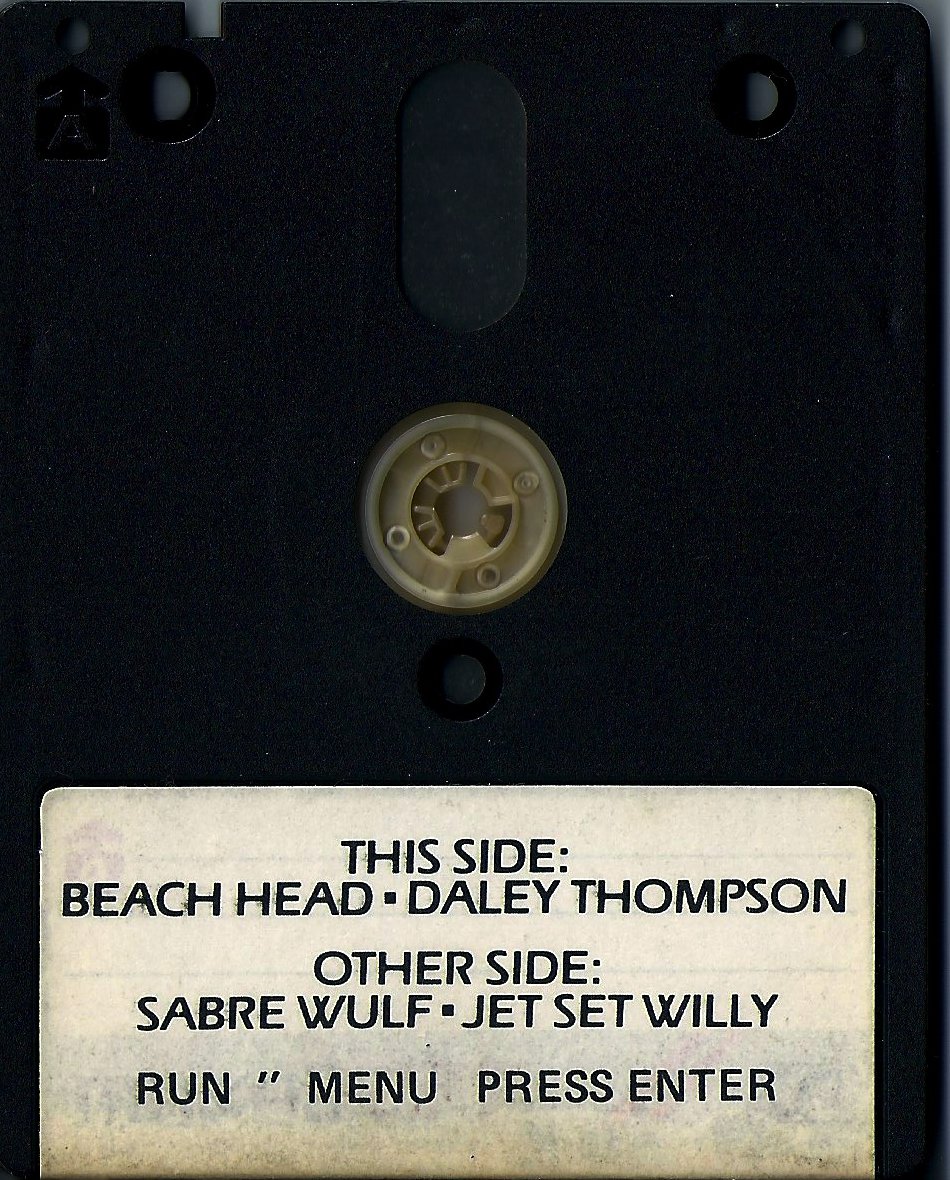 A
THIS SIDE:
BEACH HEAD ▪ DALEY THOMPSON
OTHER SIDE:
SABRE WULF ▪ JET SET WILLY
RUN " MENU PRESS ENTER